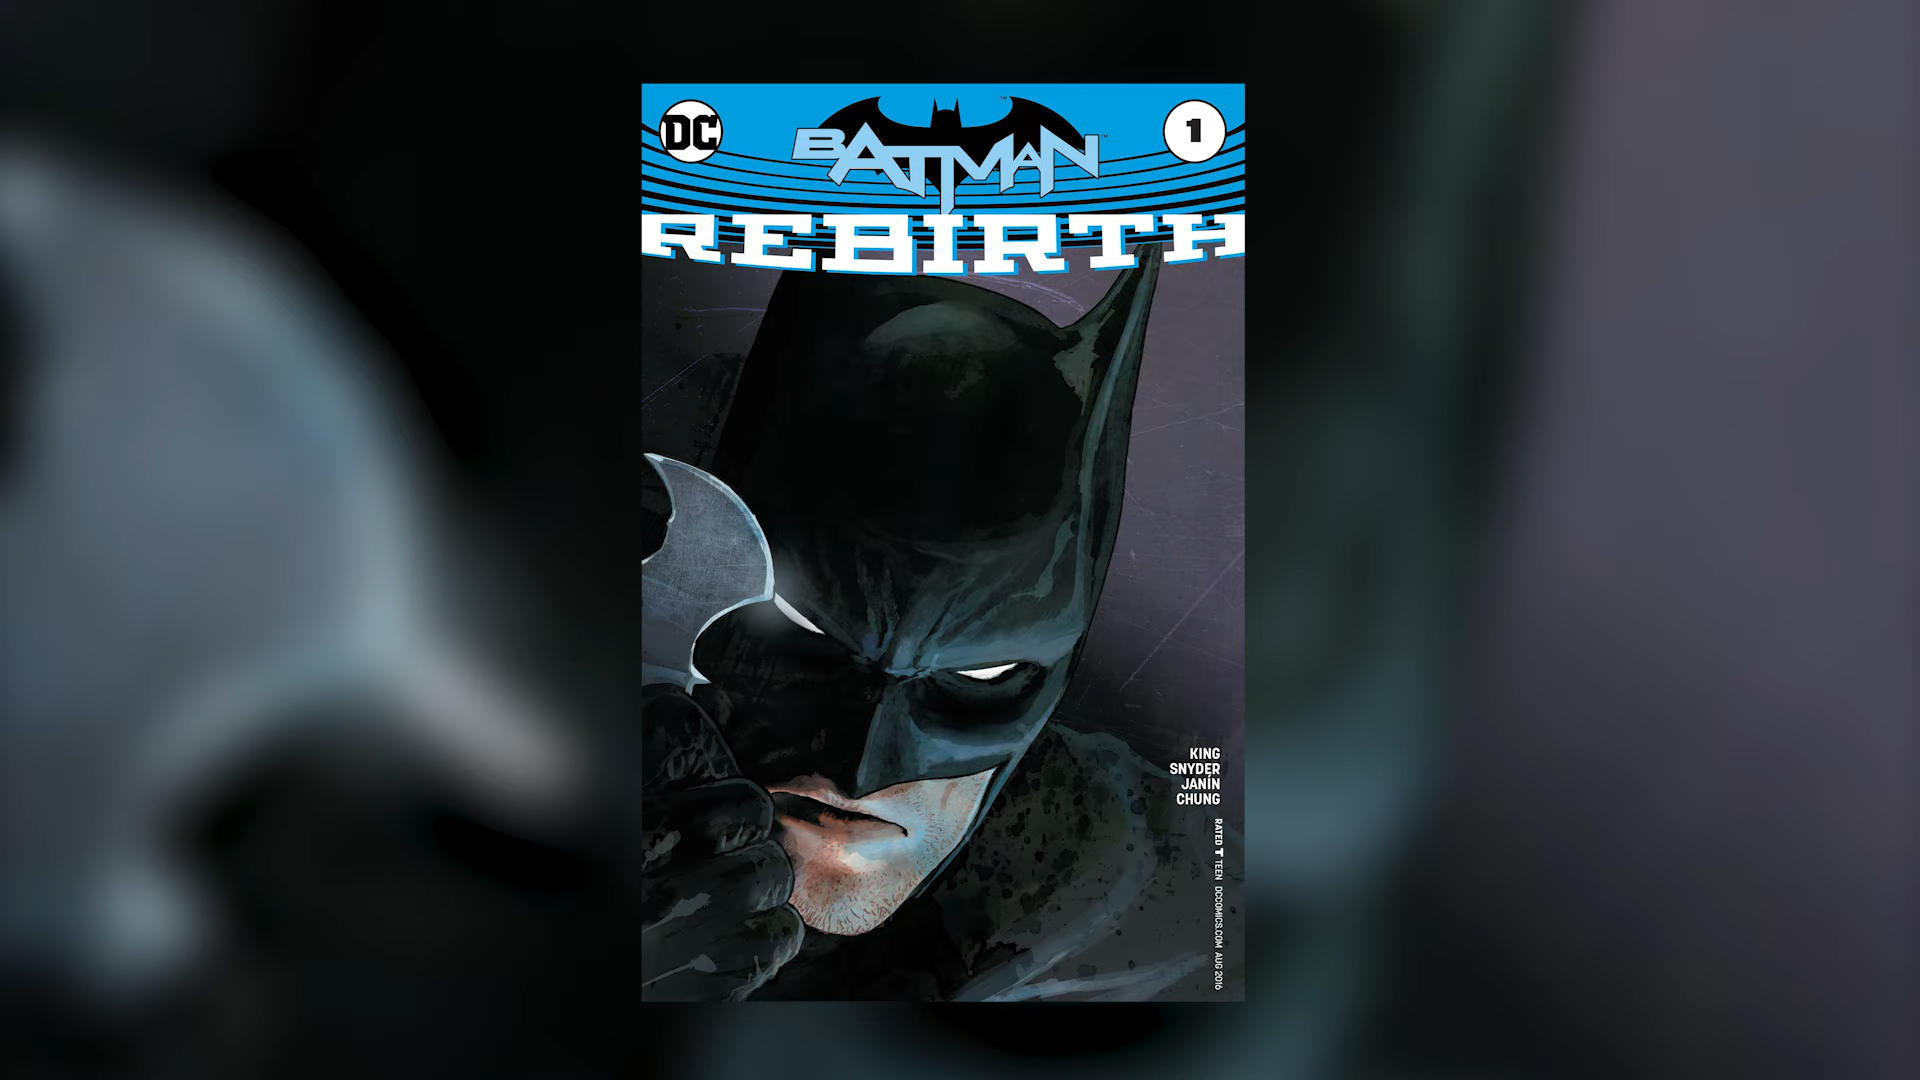 DC
BATMAN
1
REBIRTH
KING
SNYDER
JANÍN
CHUNG
RATED T TEEN DCCOMICS.COM AUG 2016